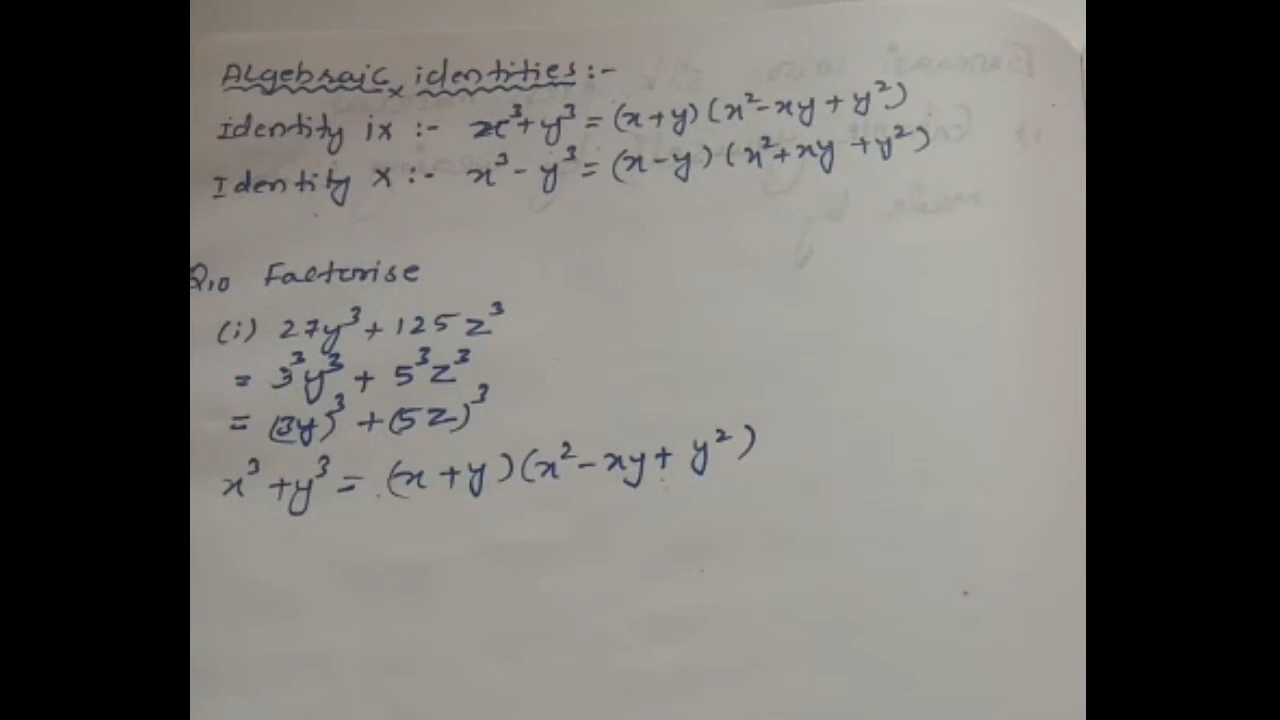 Algebraic identities :-
Identity ix :- x³+y³ = (x+y)(x²-xy+y²)
Identity x :- x³-y³ = (x-y)(x²+xy+y²)
Q10 Factorise
(i) 27y³+125z³
= 3³y³ + 5³z³
= (3y)³ + (5z)³
x³+y³ = (x+y)(x²-xy+y²)